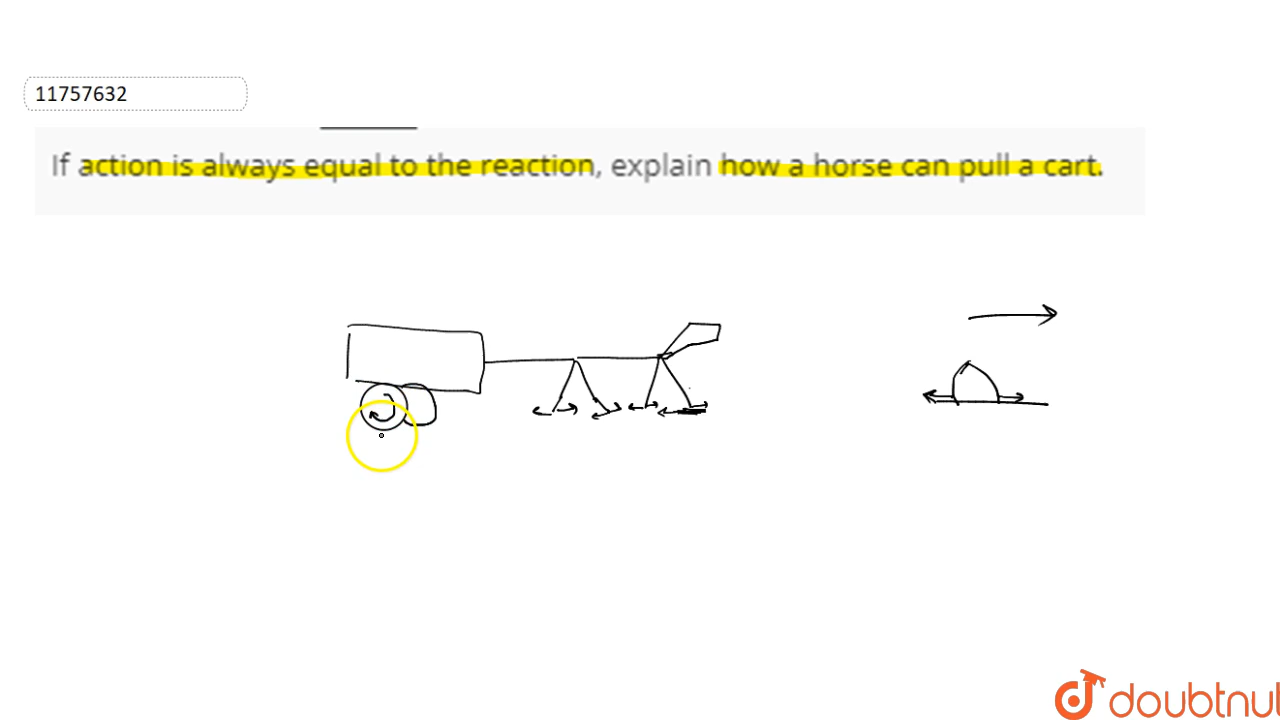 11757632
If action is always equal to the reaction, explain how a horse can pull a cart.
doubtnut